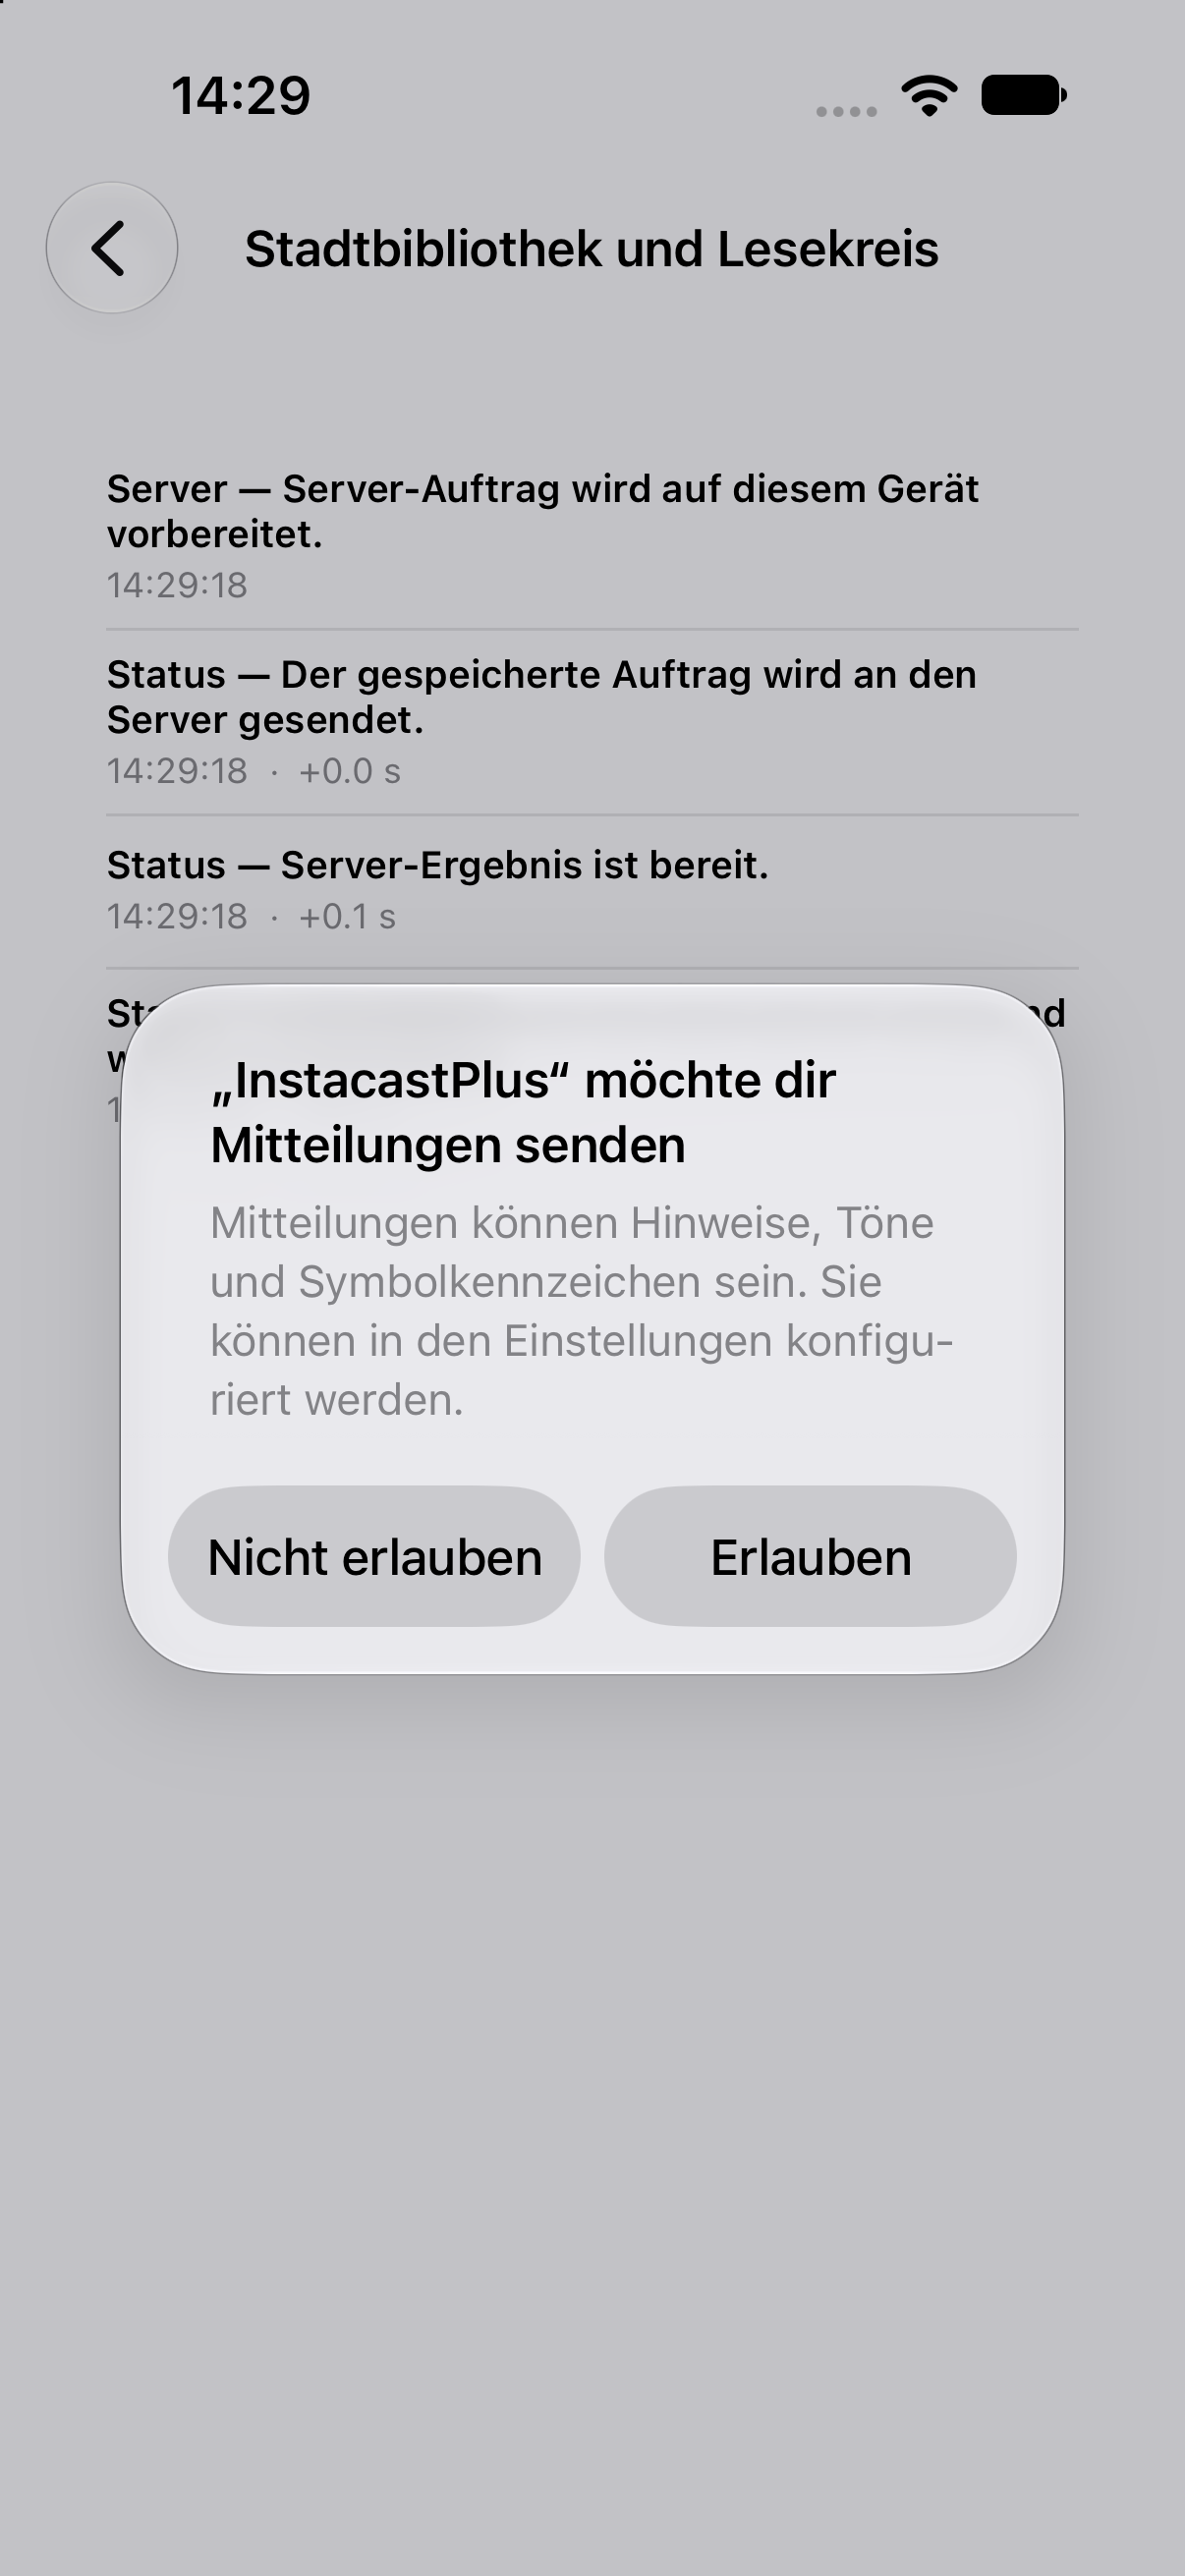 14:29
Stadtbibliothek und Lesekreis
Server — Server-Auftrag wird auf diesem Gerät
vorbereitet.
14:29:18
Status — Der gespeicherte Auftrag wird an den
Server gesendet.
14:29:18 · +0.0 s
Status — Server-Ergebnis ist bereit.
14:29:18 · +0.1 s
„InstacastPlus“ möchte dir
Mitteilungen senden
Mitteilungen können Hinweise, Töne
und Symbolkennzeichen sein. Sie
können in den Einstellungen konfigu-
riert werden.
Nicht erlauben
Erlauben